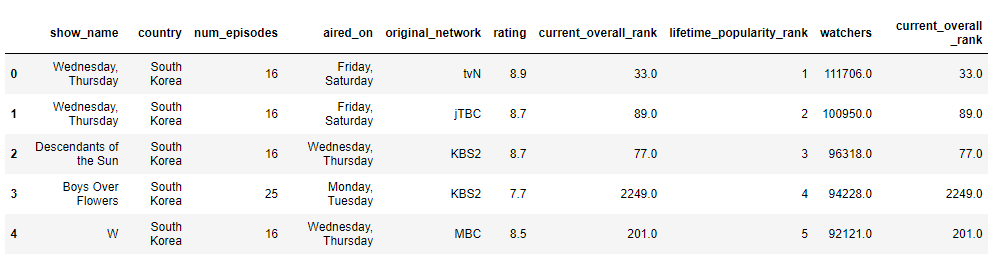 show_name country num_episodes aired_on original_network rating current_overall_rank lifetime_popularity_rank watchers current_overall
_rank
0 Wednesday, Thursday South Korea 16 Friday, Saturday tvN 8.9 33.0 1 111706.0 33.0
1 Wednesday, Thursday South Korea 16 Friday, Saturday jTBC 8.7 89.0 2 100950.0 89.0
2 Descendants of the Sun South Korea 16 Wednesday, Thursday KBS2 8.7 77.0 3 96318.0 77.0
3 Boys Over Flowers South Korea 25 Monday, Tuesday KBS2 7.7 2249.0 4 94228.0 2249.0
4 W South Korea 16 Wednesday, Thursday MBC 8.5 201.0 5 92121.0 201.0